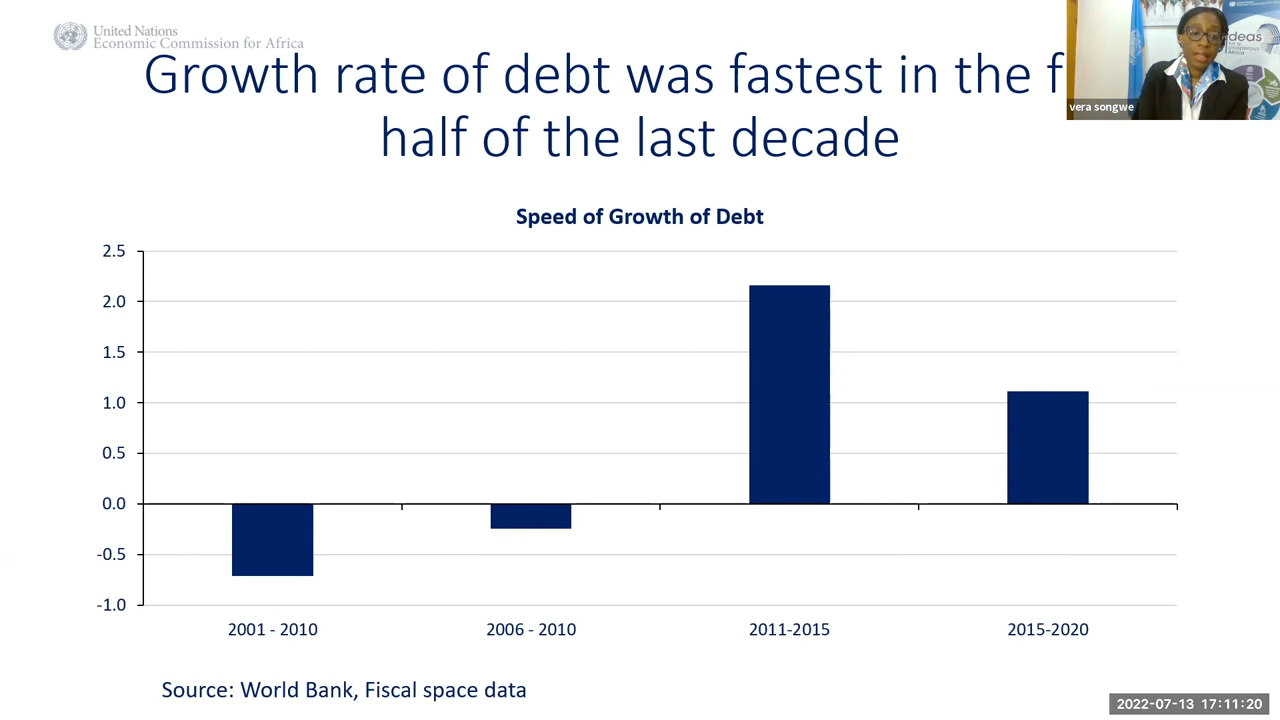 United Nations
Economic Commission for Africa
Growth rate of debt was fastest in the f
half of the last decade
vera songwe
ideas
Speed of Growth of Debt
2.5
2.0
1.5
1.0
0.5
0.0
-0.5
-1.0
2001 - 2010
2006 - 2010
2011-2015
2015-2020
Source: World Bank, Fiscal space data
2022-07-13 17:11:20